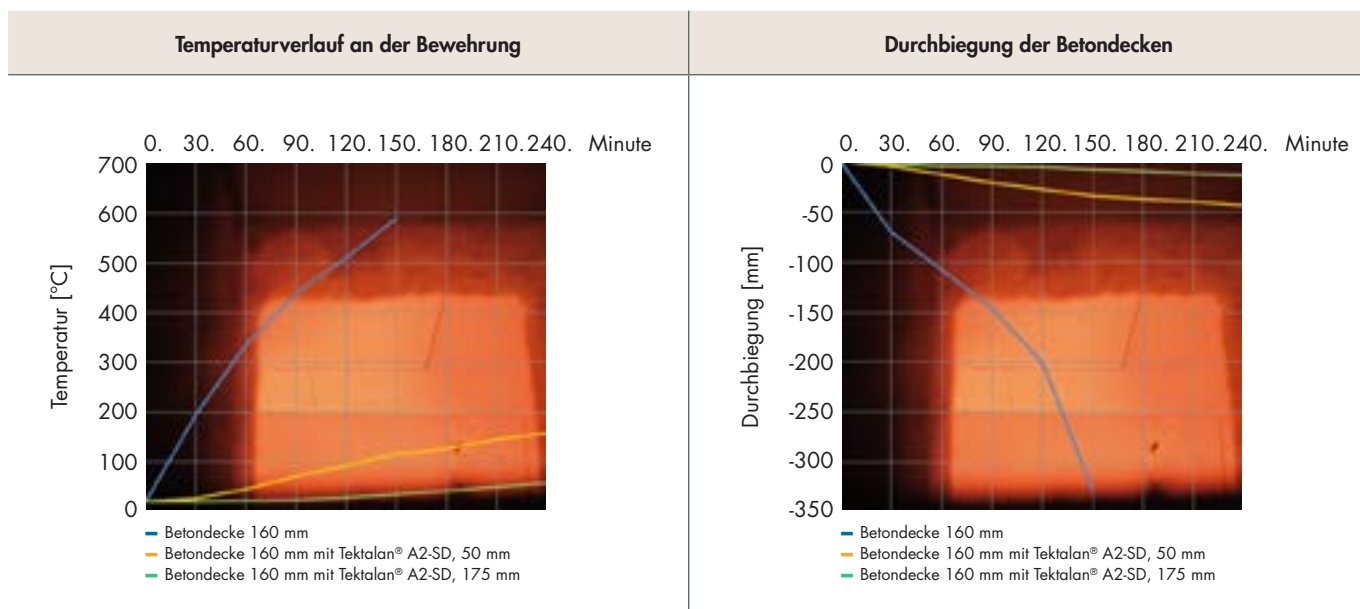 Temperaturverlauf an der Bewehrung
0. 30. 60. 90. 120. 150. 180. 210. 240. Minute
700
600
500
400
300
200
100
0
Temperatur [°C]
Betondecke 160 mm
Betondecke 160 mm mit Tektalan® A2-SD, 50 mm
Betondecke 160 mm mit Tektalan® A2-SD, 175 mm
Durchbiegung der Betondecken
0. 30. 60. 90. 120. 150. 180. 210. 240. Minute
0
-50
-100
-150
-200
-250
-300
-350
Durchbiegung [mm]
Betondecke 160 mm
Betondecke 160 mm mit Tektalan® A2-SD, 50 mm
Betondecke 160 mm mit Tektalan® A2-SD, 175 mm